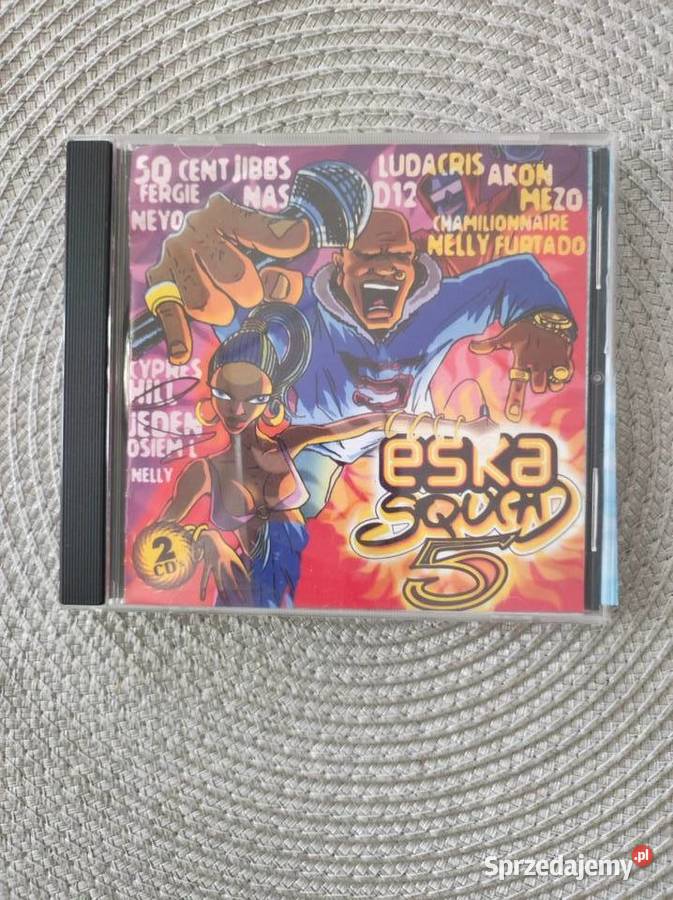 50 CENT JIBBS
FERGIE NAS
NEYO
LUDACRIS AKON
D12 MEZO
CHAMILIONNAIRE
NELLY FURTADO
CYPRES
HILL
JEDEN
OSIEM L
NELLY
eska
SQUAD
5
2
CD
Sprzedajemy.pl